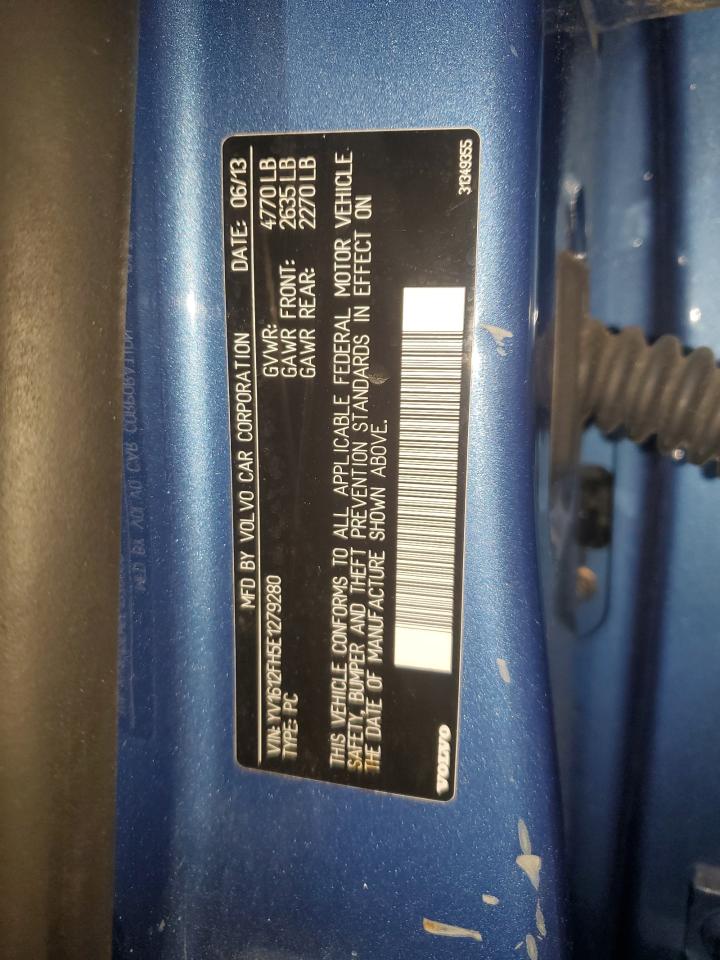 MFD BY VOLVO CAR CORPORATION DATE: 06/13
VIN: YV1612FH5E1279280 GVWR: 4770 LB
TYPE: PC GAWR FRONT: 2635 LB
GAWR REAR: 2270 LB
THIS VEHICLE CONFORMS TO ALL APPLICABLE FEDERAL MOTOR VEHICLE
SAFETY, BUMPER AND THEFT PREVENTION STANDARDS IN EFFECT ON
THE DATE OF MANUFACTURE SHOWN ABOVE.
VOLVO 31349355